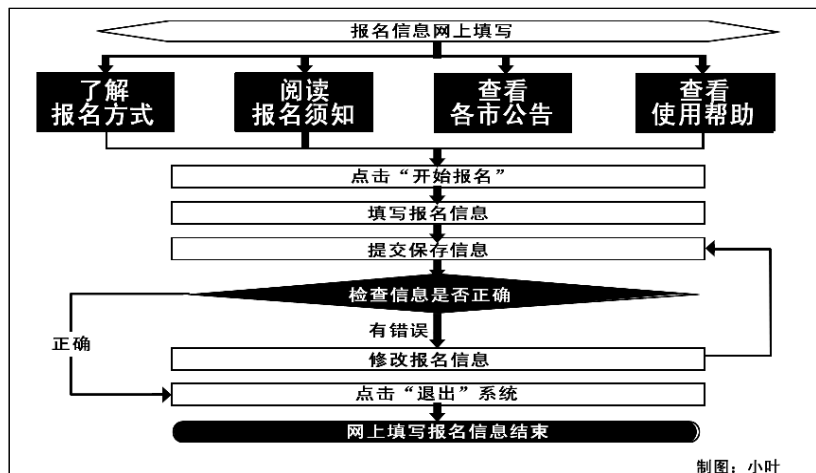 报名信息网上填写
了解
报名方式
阅读
报名须知
查看
各市公告
查看
使用帮助
点击“开始报名”
填写报名信息
提交保存信息
检查信息是否正确
有错误
正确
修改报名信息
点击“退出”系统
网上填写报名信息结束
制图：小叶